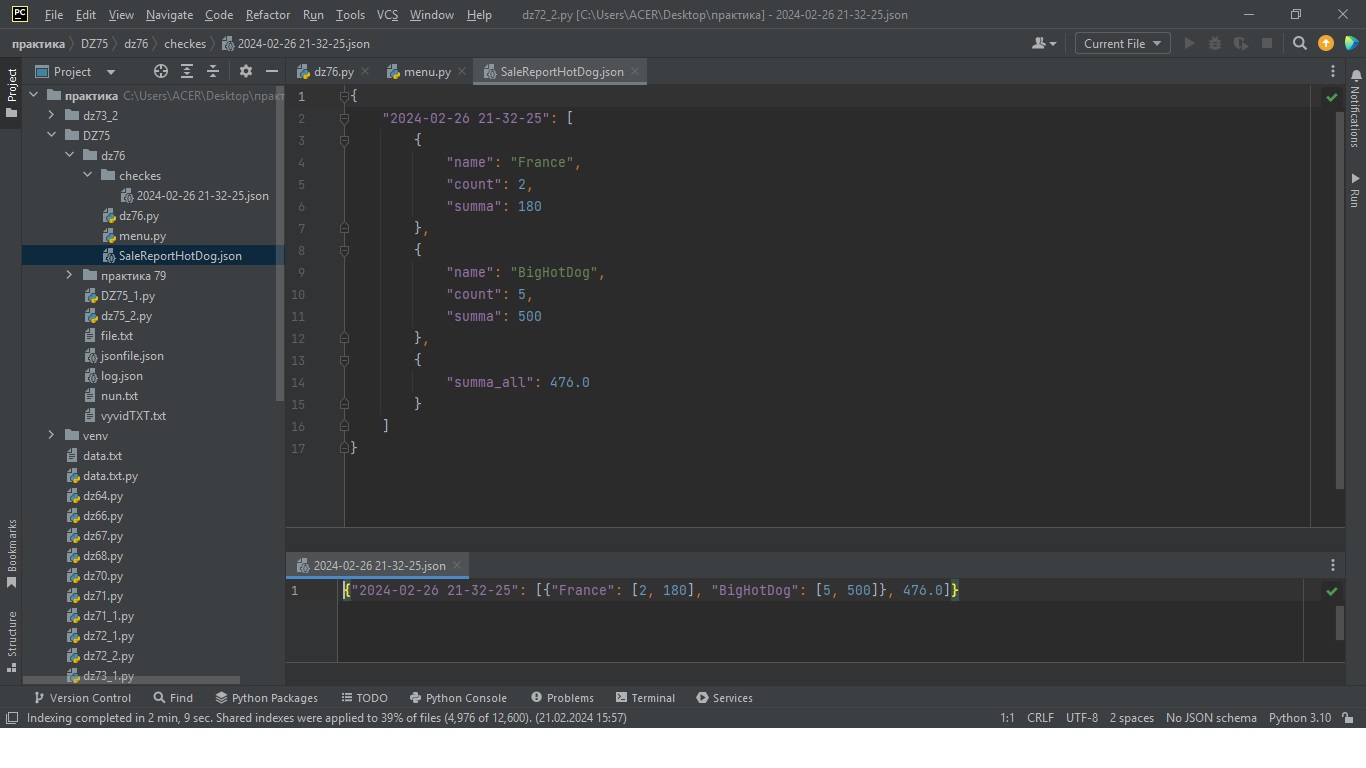 PC File Edit View Navigate Code Refactor Run Tools VCS Window Help dz72_2.py [C:\Users\ACER\Desktop\практика] - 2024-02-26 21-32-25.json
практика DZ75 dz76 checkes 2024-02-26 21-32-25.json Current File
Project
Project
dz76.py
menu.py
SaleReportHotDog.json
практика C:\Users\ACER\Desktop\практ
dz73_2
DZ75
dz76
checkes
2024-02-26 21-32-25.json
dz76.py
menu.py
SaleReportHotDog.json
практика 79
DZ75_1.py
dz75_2.py
file.txt
jsonfile.json
log.json
nun.txt
vyvidTXT.txt
venv
data.txt
data.txt.py
dz64.py
dz66.py
dz67.py
dz68.py
dz70.py
dz71.py
dz71_1.py
dz72_1.py
dz72_2.py
dz73_1.py
1 {
2 "2024-02-26 21-32-25": [
3 {
4 "name": "France",
5 "count": 2,
6 "summa": 180
7 },
8 {
9 "name": "BigHotDog",
10 "count": 5,
11 "summa": 500
12 },
13 {
14 "summa_all": 476.0
15 }
16 ]
17 }
2024-02-26 21-32-25.json
1 {"2024-02-26 21-32-25": [{"France": [2, 180], "BigHotDog": [5, 500]}, 476.0]}
Notifications
Run
Bookmarks
Structure
Version Control Find Python Packages TODO Python Console Problems Terminal Services
Indexing completed in 2 min, 9 sec. Shared indexes were applied to 39% of files (4,976 of 12,600). (21.02.2024 15:57) 1:1 CRLF UTF-8 2 spaces No JSON schema Python 3.10